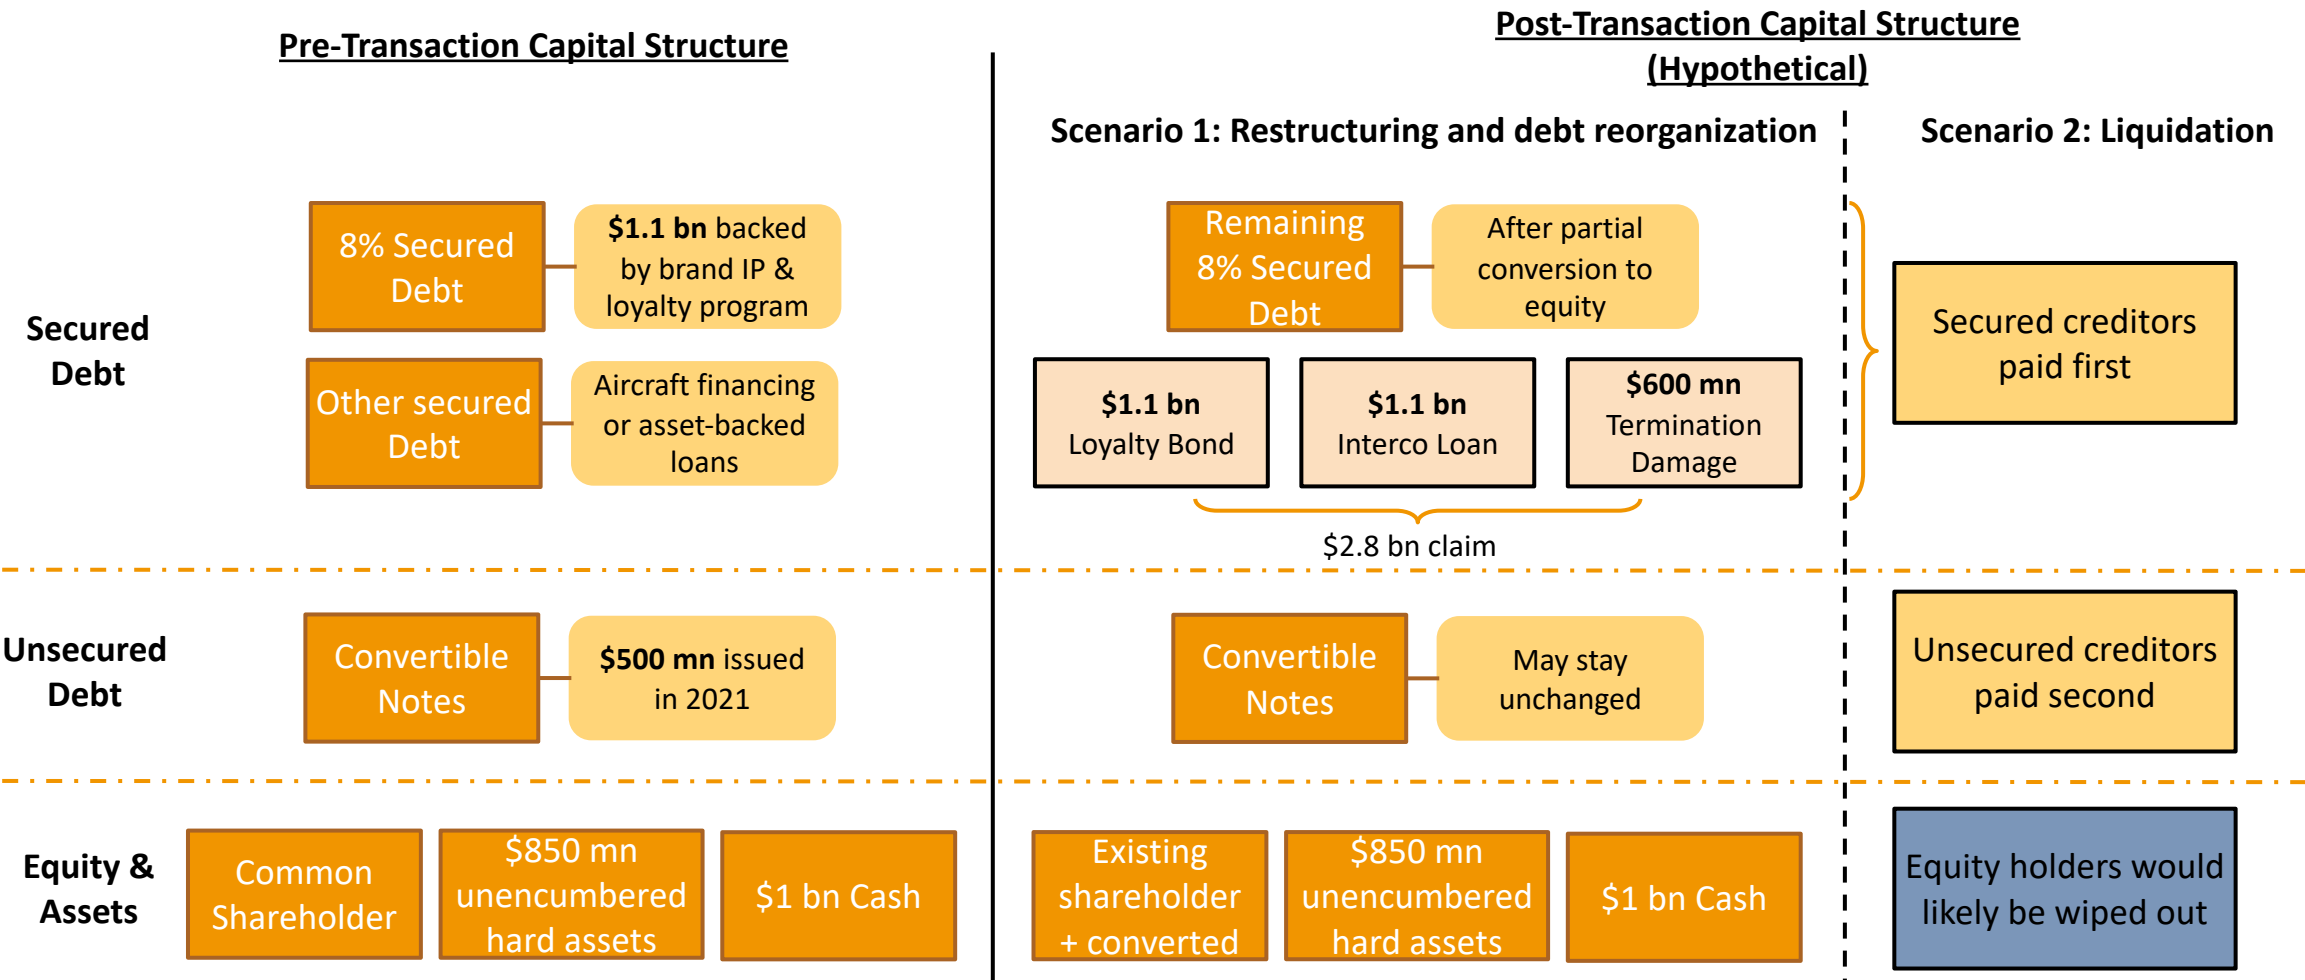 Pre-Transaction Capital Structure
Post-Transaction Capital Structure
(Hypothetical)
Scenario 1: Restructuring and debt reorganization
Scenario 2: Liquidation
Secured
Debt
8% Secured
Debt
$1.1 bn backed
by brand IP &
loyalty program
Other secured
Debt
Aircraft financing
or asset-backed
loans
Remaining
8% Secured
Debt
After partial
conversion to
equity
$1.1 bn
Loyalty Bond
$1.1 bn
Interco Loan
$600 mn
Termination
Damage
$2.8 bn claim
Secured creditors
paid first
Unsecured
Debt
Convertible
Notes
$500 mn issued
in 2021
Convertible
Notes
May stay
unchanged
Unsecured creditors
paid second
Equity &
Assets
Common
Shareholder
$850 mn
unencumbered
hard assets
$1 bn Cash
Existing
shareholder
+ converted
$850 mn
unencumbered
hard assets
$1 bn Cash
Equity holders would
likely be wiped out